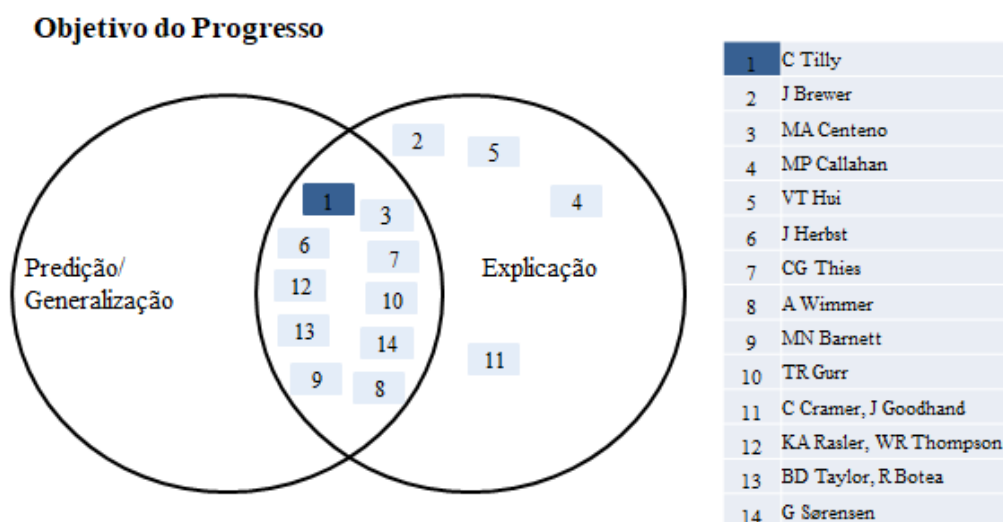 Objetivo do Progresso
1 C Tilly
2 J Brewer
3 MA Centeno
4 MP Callahan
5 VT Hui
6 J Herbst
7 CG Thies
8 A Wimmer
9 MN Barnett
10 TR Gurr
11 C Cramer, J Goodhand
12 KA Rasler, WR Thompson
13 BD Taylor, R Botea
14 G Sørensen
2
5
1
3
4
6
7
Predição/
Generalização
Explicação
12
10
13
14
11
9
8